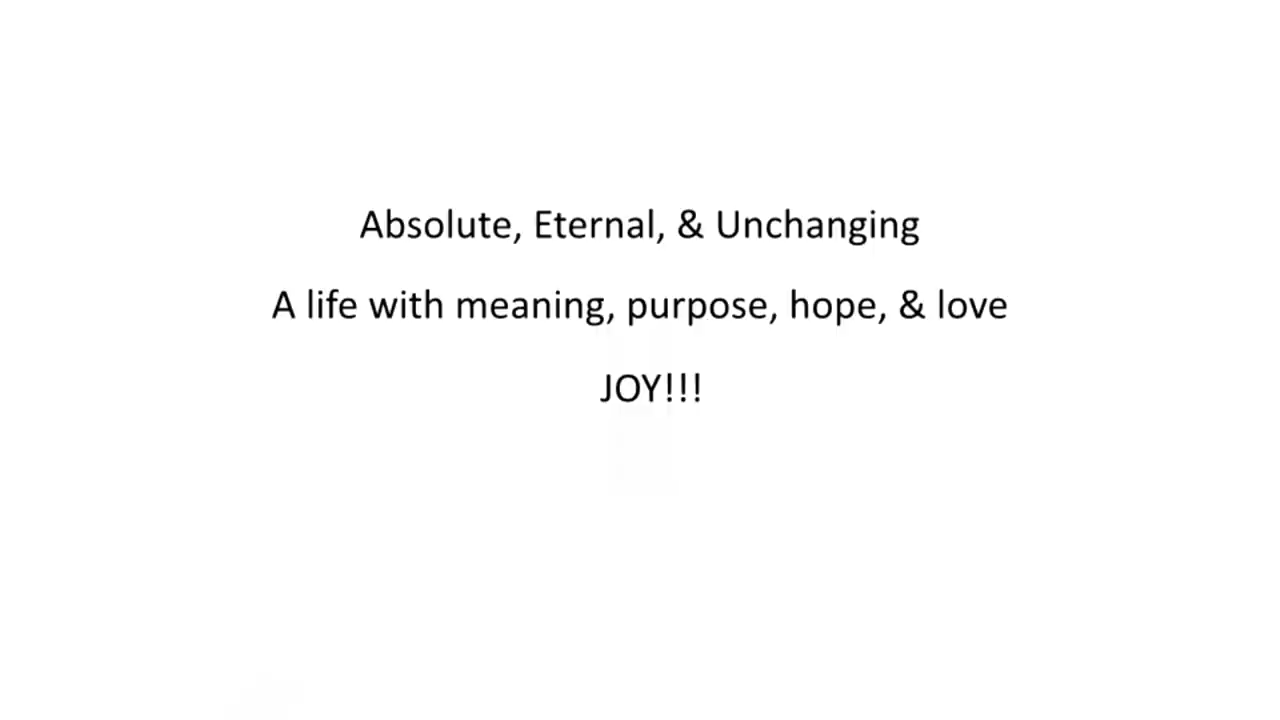 Absolute, Eternal, & Unchanging
A life with meaning, purpose, hope, & love
JOY!!!